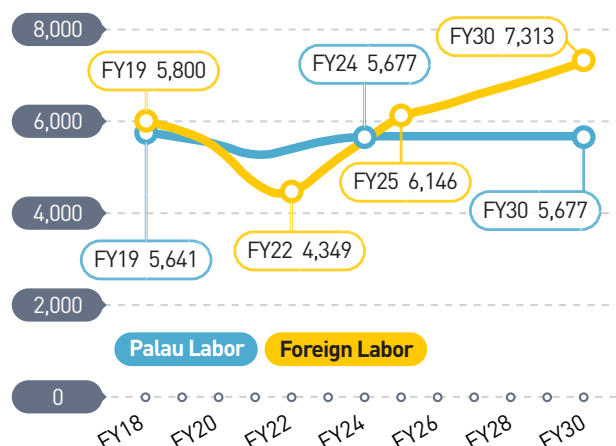 8,000
FY30 7,313
FY19 5,800
FY24 5,677
6,000
FY25 6,146
4,000
FY30 5,677
FY22 4,349
FY19 5,641
2,000
Palau Labor
Foreign Labor
0
FY18 FY20 FY22 FY24 FY26 FY28 FY30